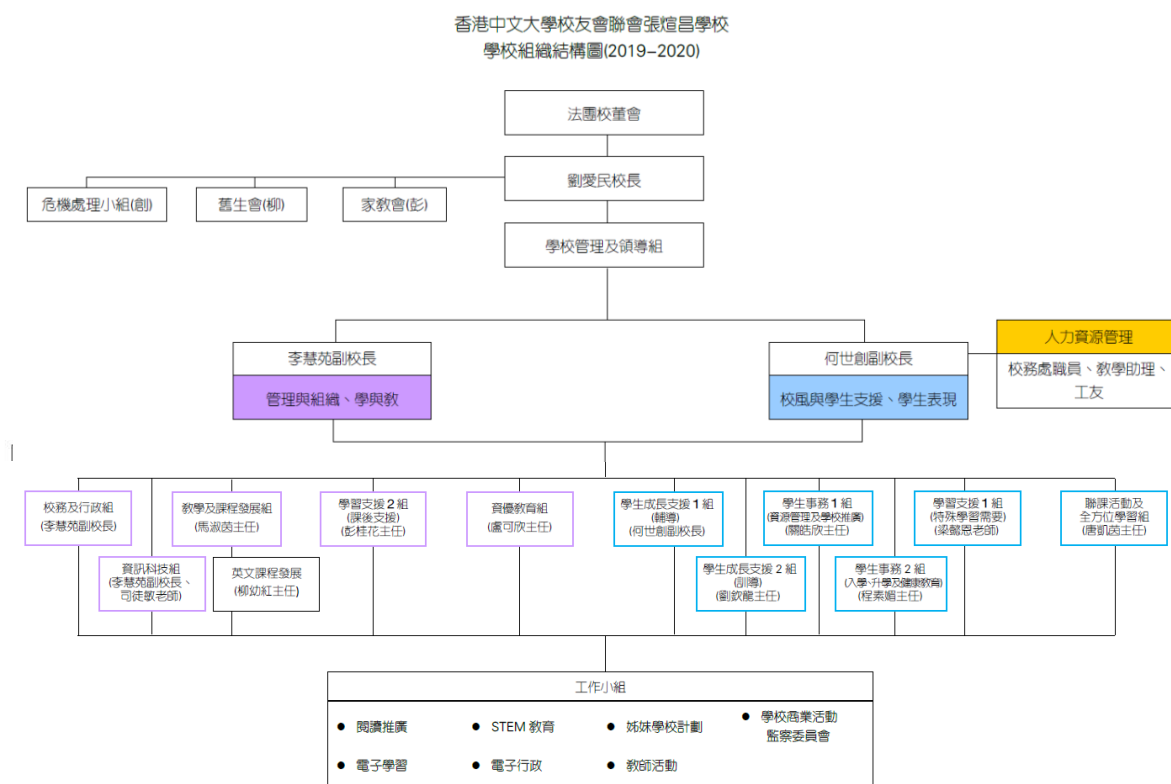 香港中文大學校友會聯會張煊昌學校
學校組織結構圖(2019-2020)
法團校董會
劉愛民校長
危機處理小組(創)
舊生會(柳)
家教會(彭)
學校管理及領導組
李慧苑副校長
管理與組織、學與教
何世創副校長
校風與學生支援、學生表現
人力資源管理
校務處職員、教學助理、
工友
校務及行政組
(李慧苑副校長)
教學及課程發展組
(馬淑茵主任)
學習支援2組
(課後支援)
(彭桂花主任)
資優教育組
(盧可欣主任)
學生成長支援1組
(輔導)
(何世創副校長)
學生事務1組
(資源管理及學校推廣)
(關皓欣主任)
學習支援1組
(特殊學習需要)
(梁懿恩老師)
聯課活動及
全方位學習組
(唐凱茵主任)
資訊科技組
(李慧苑副校長、
司徒敏老師)
英文課程發展
(柳幼紅主任)
學生成長支援2組
(訓導)
(劉欽龍主任)
學生事務2組
(入學、升學及健康教育)
(程素媚主任)
工作小組
● 閱讀推廣
● STEM 教育
● 姊妹學校計劃
● 學校商業活動
監察委員會
● 電子學習
● 電子行政
● 教師活動